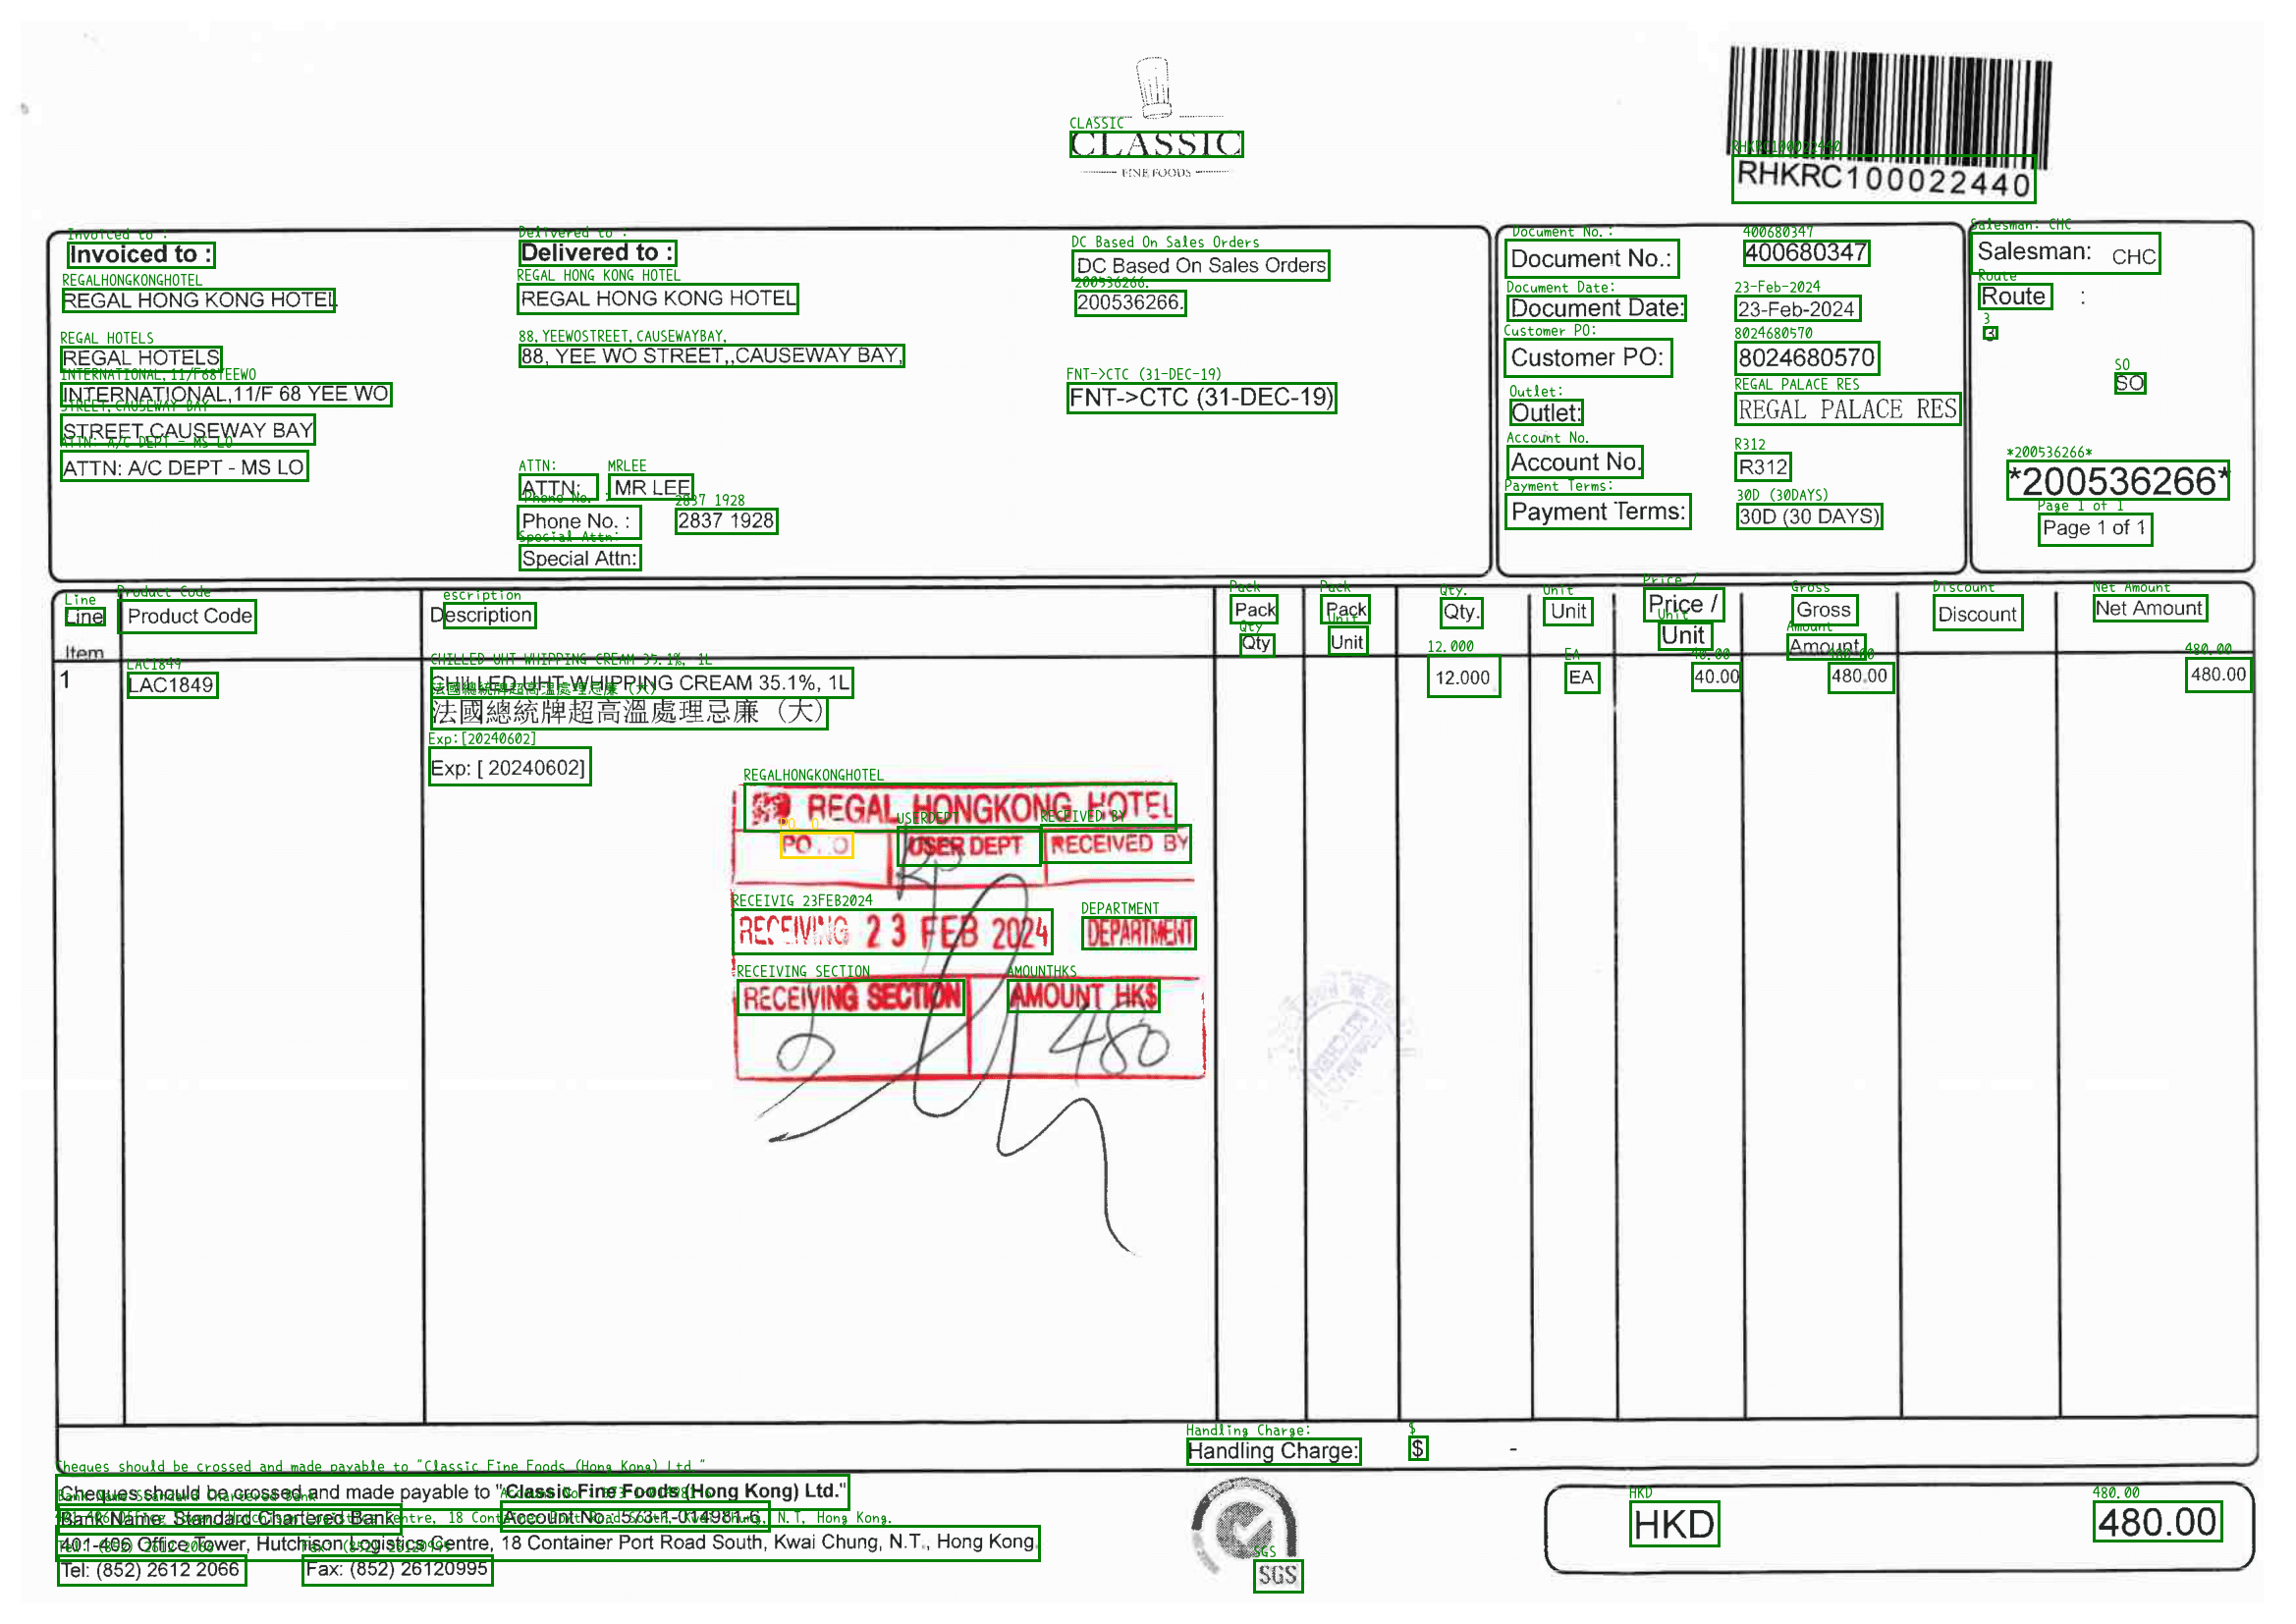 CLASSIC
FINE FOODS
RHKRC100022440
Invoiced to :
REGAL HONG KONG HOTEL
REGAL HOTELS
INTERNATIONAL,11/F 68 YEE WO
STREET,CAUSEWAY BAY
ATTN: A/C DEPT - MS LO
Delivered to :
REGAL HONG KONG HOTEL
88, YEE WO STREET,,CAUSEWAY BAY,
ATTN: MR LEE
Phone No. : 2837 1928
Special Attn:
DC Based On Sales Orders
200536266.
FNT->CTC (31-DEC-19)
Document No.: 400680347
Document Date: 23-Feb-2024
Customer PO: 8024680570
Outlet: REGAL PALACE RES
Account No. R312
Payment Terms: 30D (30 DAYS)
Salesman: CHC
Route :
3
SO
*200536266*
Page 1 of 1
Line Item Product Code Description Pack Qty Pack Unit Qty. Unit Price / Unit Gross Amount Discount Net Amount
1 LAC1849 CHILLED UHT WHIPPING CREAM 35.1%, 1L 12.000 EA 40.00 480.00 480.00
法國總統牌超高溫處理忌廉（大）
Exp: [ 20240602]
REGAL HONGKONG HOTEL
USER DEPT RECEIVED BY
RECEIVING 23 FEB 2024 DEPARTMENT
RECEIVING SECTION AMOUNT HK$
480
Handling Charge: $ -
Cheques should be crossed and made payable to "Classic Fine Foods (Hong Kong) Ltd."
Bank Name: Standard Chartered Bank Account No.: 573-1-014981-6
401-406 Office Tower, Hutchison Logistics Centre, 18 Container Port Road South, Kwai Chung, N.T., Hong Kong.
Tel: (852) 2612 2066 Fax: (852) 26120995
SGS
HKD 480.00